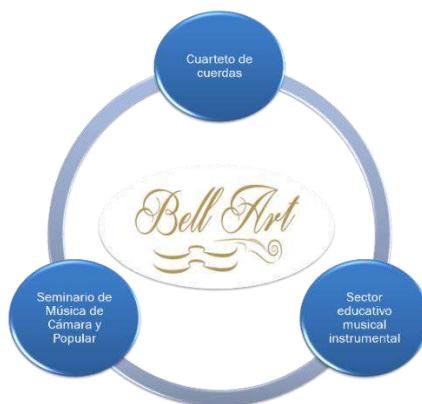 Cuarteto de
cuerdas
Bell Art
Seminario de
Música de
Cámara y
Popular
Sector
educativo
musical
instrumental